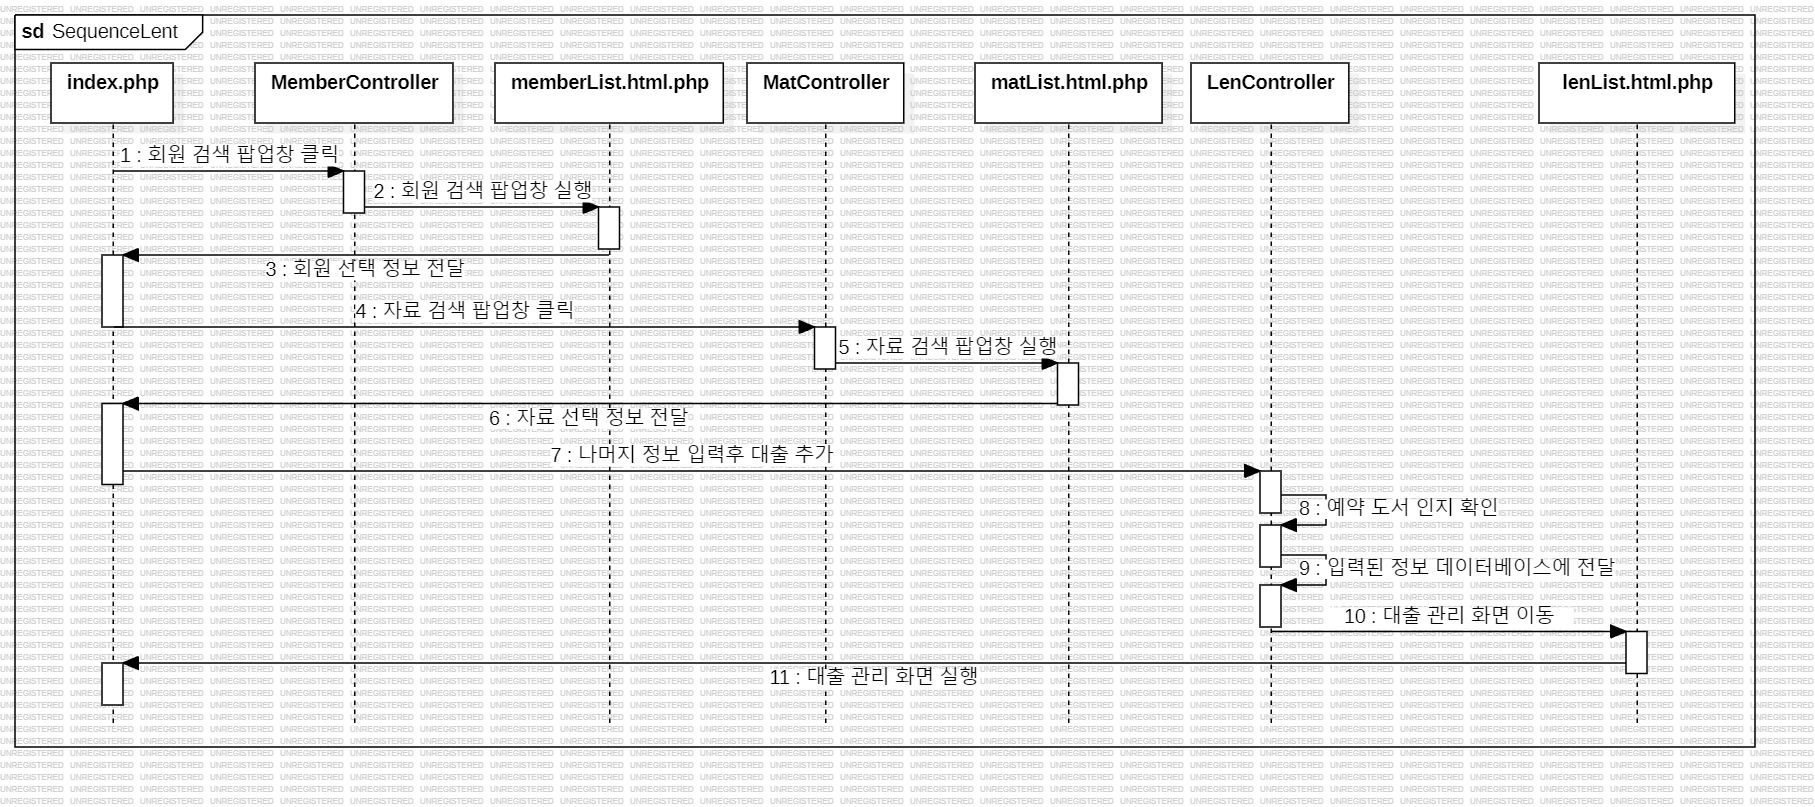 sd SequenceLent
index.php
MemberController
memberList.html.php
MatController
matList.html.php
LenController
lenList.html.php
1 : 회원 검색 팝업창 클릭
2 : 회원 검색 팝업창 실행
3 : 회원 선택 정보 전달
4 : 자료 검색 팝업창 클릭
5 : 자료 검색 팝업창 실행
6 : 자료 선택 정보 전달
7 : 나머지 정보 입력후 대출 추가
8 : 예약 도서 인지 확인
9 : 입력된 정보 데이터베이스에 전달
10 : 대출 관리 화면 이동
11 : 대출 관리 화면 실행
UNREGISTERED